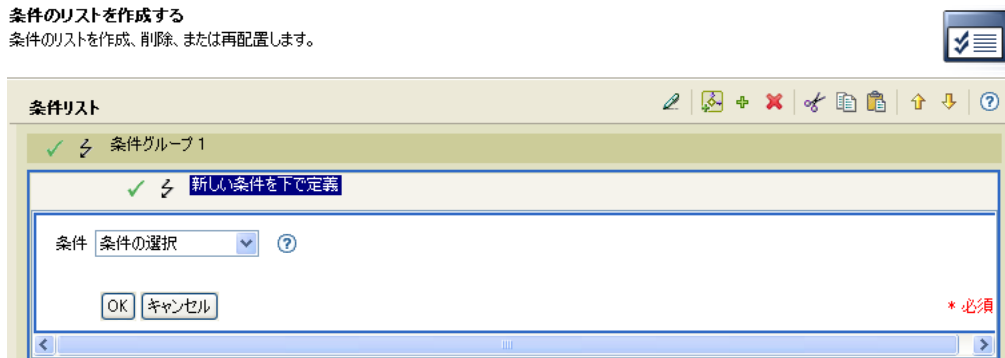 条件のリストを作成する
条件のリストを作成、削除、または再配置します。
条件リスト
条件グループ 1
新しい条件を下で定義
条件 条件の選択
OK キャンセル
* 必須